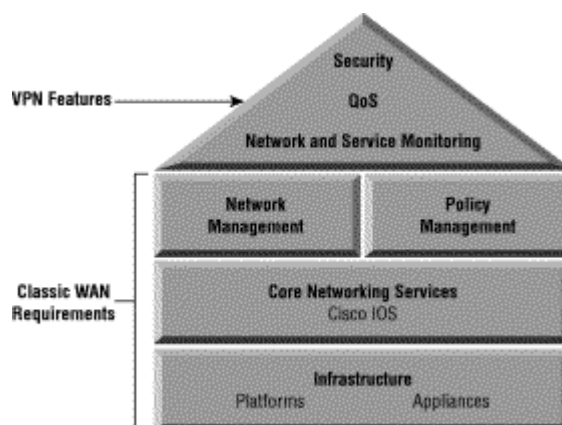 Security
QoS
Network and Service Monitoring
VPN Features
Network
Management
Policy
Management
Classic WAN
Requirements
Core Networking Services
Cisco IOS
Infrastructure
Platforms
Appliances